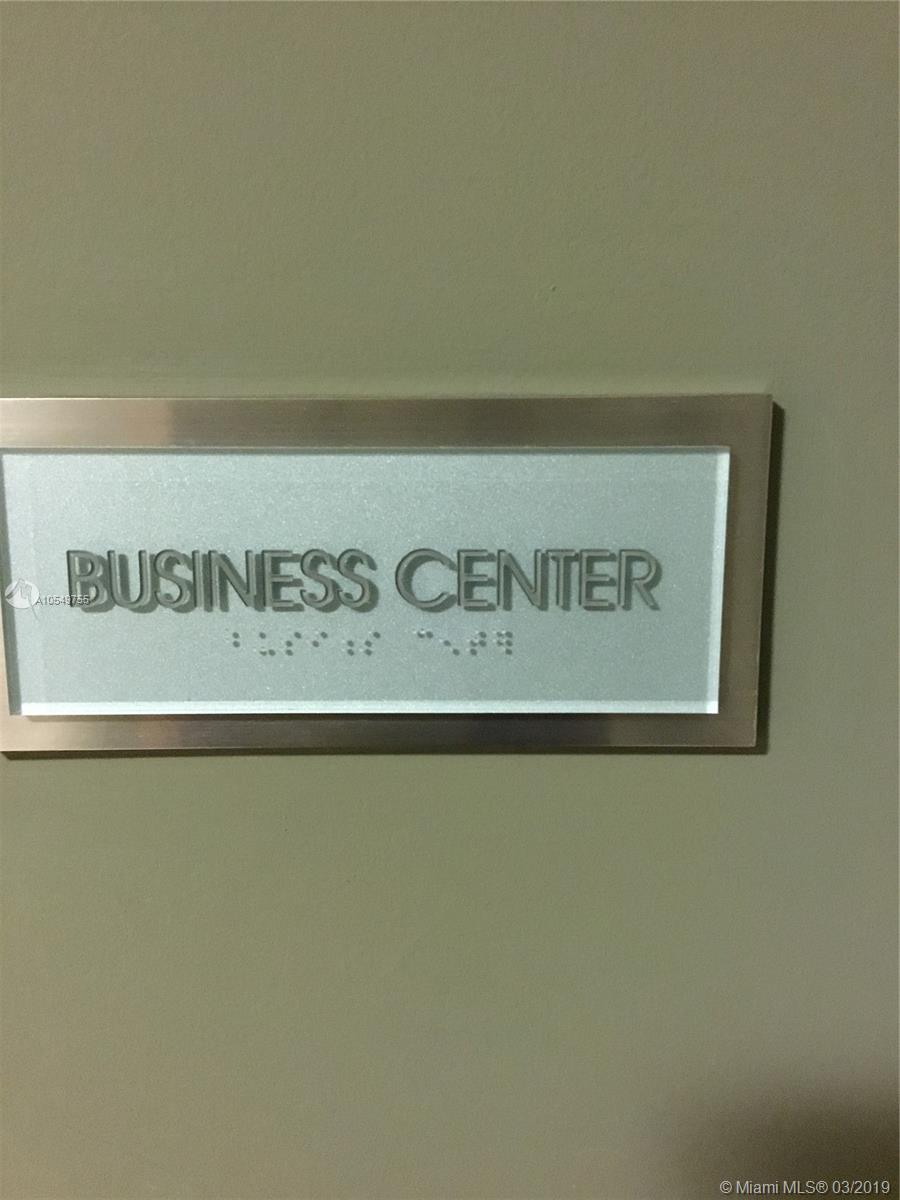 BUSINESS CENTER
A10549755
© Miami MLS® 03/2019